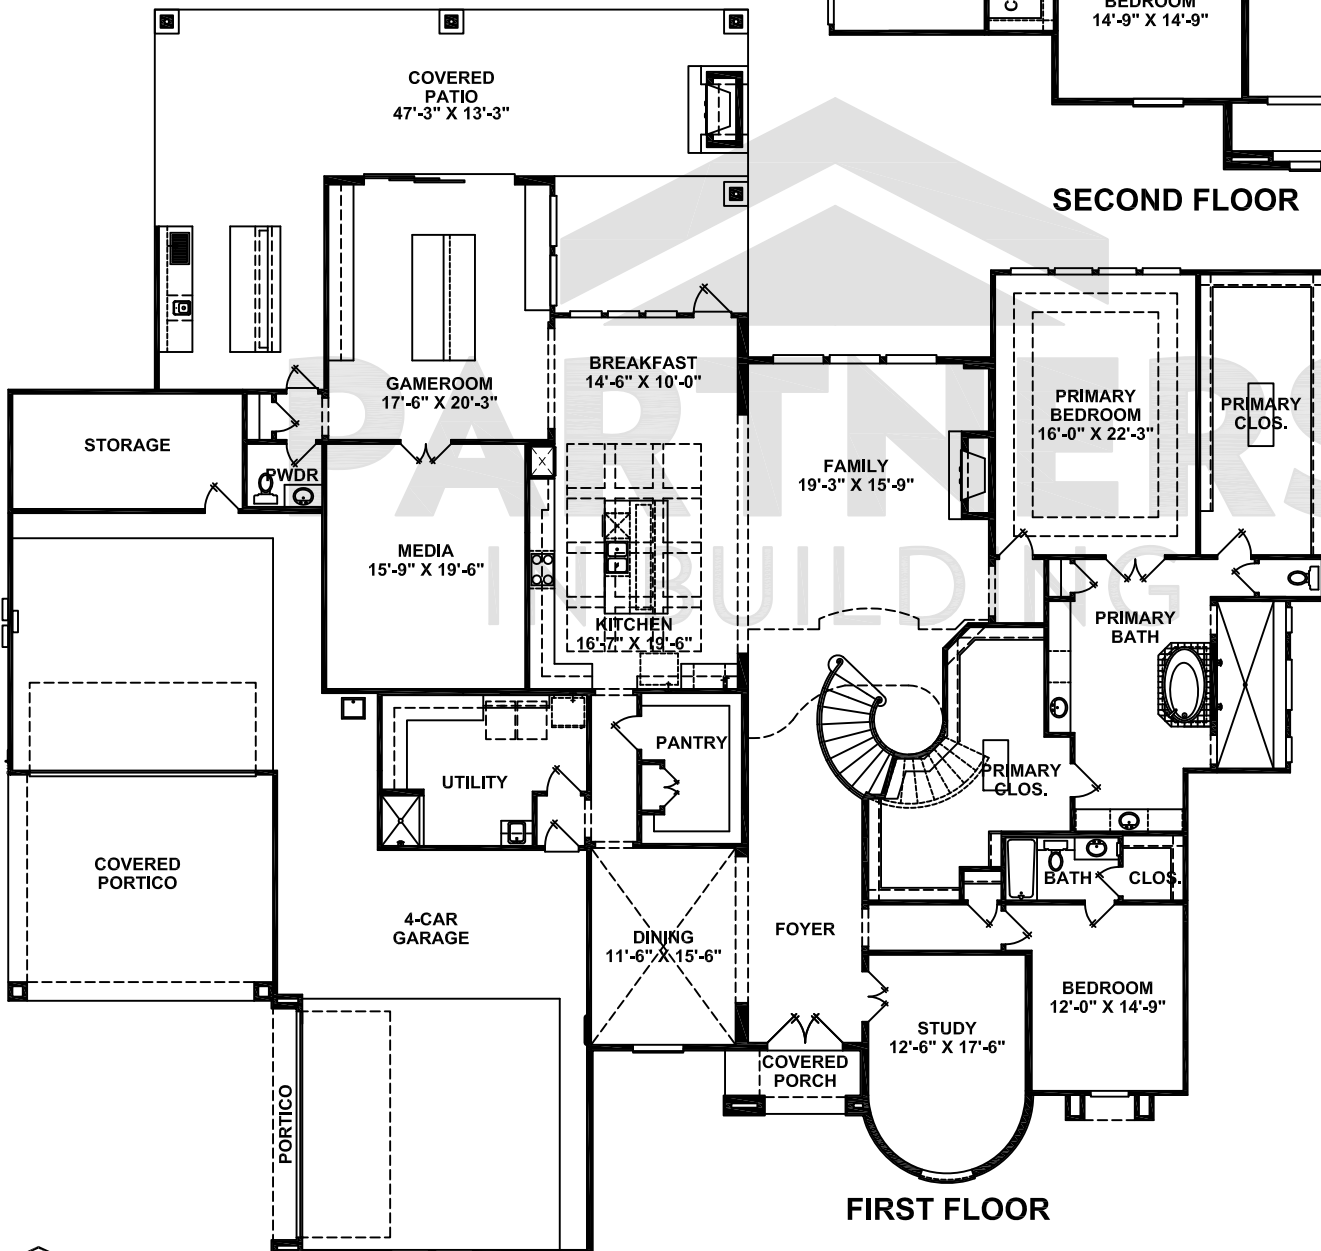 BEDROOM
14'-9" X 14'-9"
SECOND FLOOR
COVERED
PATIO
47'-3" X 13'-3"
GAMEROOM
17'-6" X 20'-3"
BREAKFAST
14'-6" X 10'-0"
PRIMARY
BEDROOM
16'-0" X 22'-3"
PRIMARY
CLOS.
STORAGE
PWDR
FAMILY
19'-3" X 15'-9"
MEDIA
15'-9" X 19'-6"
KITCHEN
16'-7" X 19'-6"
PRIMARY
BATH
UTILITY
PANTRY
PRIMARY
CLOS.
COVERED
PORTICO
4-CAR
GARAGE
DINING
11'-6" X 15'-6"
FOYER
BATH
CLOS.
BEDROOM
12'-0" X 14'-9"
STUDY
12'-6" X 17'-6"
COVERED
PORCH
PORTICO
FIRST FLOOR
PARTNERS
IN BUILDING